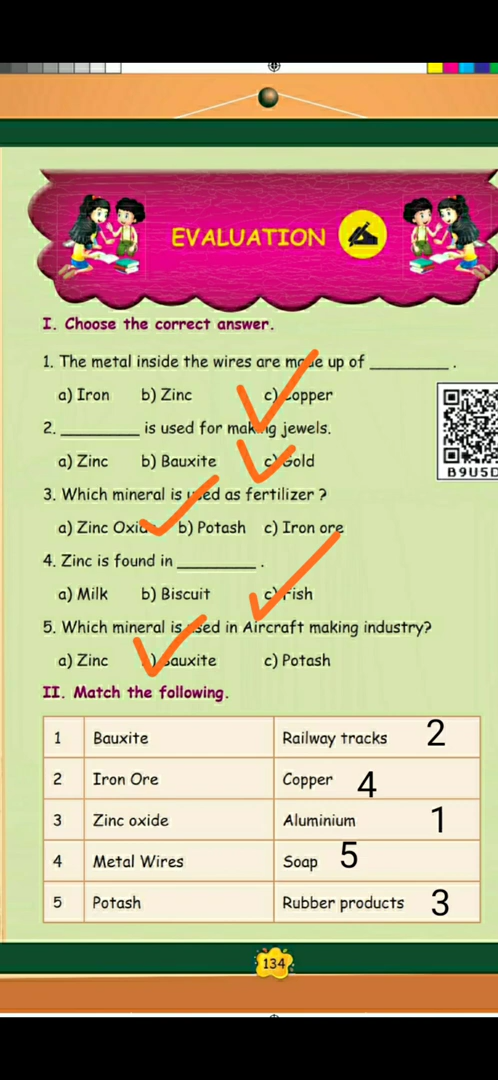 EVALUATION
I. Choose the correct answer.
1. The metal inside the wires are made up of ________ .
a) Iron b) Zinc c) Copper
2. ________ is used for making jewels.
a) Zinc b) Bauxite c) Gold
3. Which mineral is used as fertilizer ?
a) Zinc Oxide b) Potash c) Iron ore
4. Zinc is found in ________ .
a) Milk b) Biscuit c) Fish
5. Which mineral is used in Aircraft making industry?
a) Zinc b) Bauxite c) Potash
B9U5D
II. Match the following.
1 Bauxite Railway tracks 2
2 Iron Ore Copper 4
3 Zinc oxide Aluminium 1
4 Metal Wires Soap 5
5 Potash Rubber products 3
134